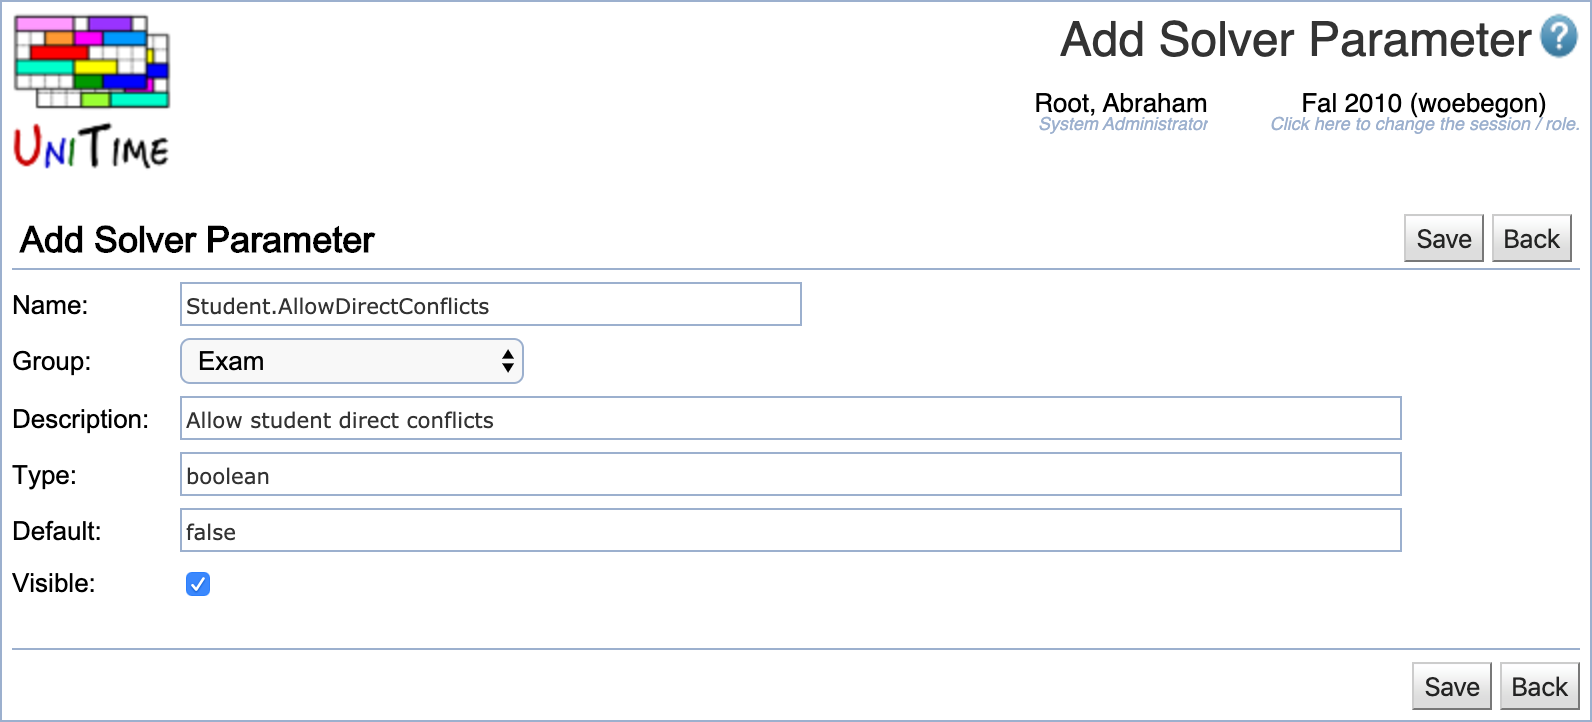 Add Solver Parameter ?
Root, Abraham Fal 2010 (woebegon)
System Administrator Click here to change the session / role.
UNITIME
Add Solver Parameter Save Back
Name: Student.AllowDirectConflicts
Group: Exam
Description: Allow student direct conflicts
Type: boolean
Default: false
Visible:
Save Back